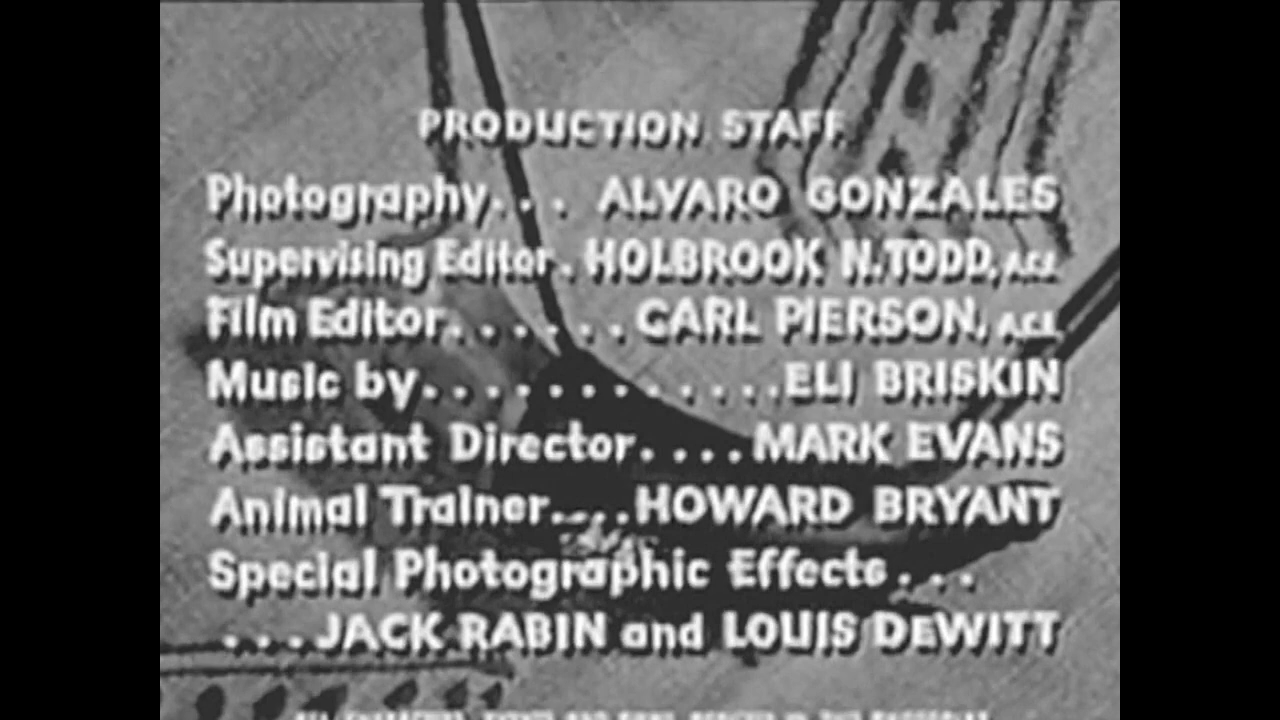 PRODUCTION STAFF
Photography... ALVARO GONZALES
Supervising Editor. HOLBROOK N. TODD, A.C.E.
Film Editor...... CARL PIERSON, A.C.E.
Music by............ELI BRISKIN
Assistant Director....MARK EVANS
Animal Trainer....HOWARD BRYANT
Special Photographic Effects...
...JACK RABIN and LOUIS DEWITT